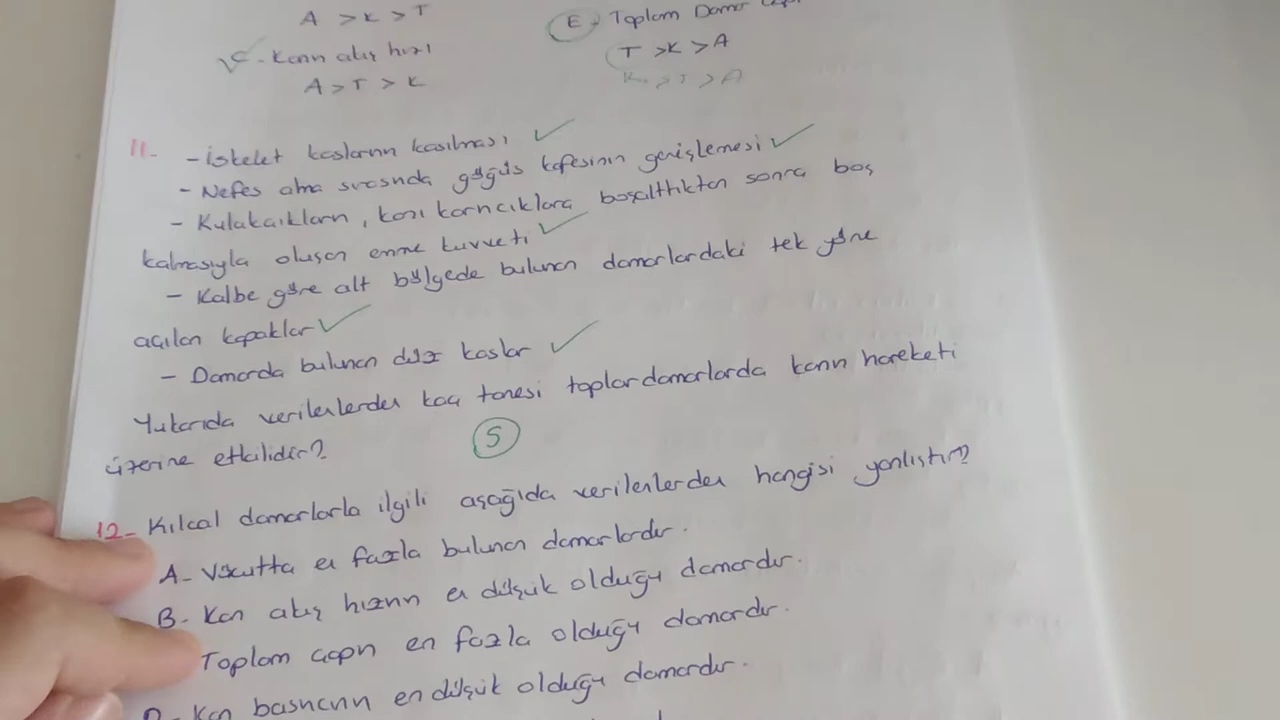 A > K > T
C - Kanın akış hızı
A > T > K
E - Toplam Damar
T > K > A
K > T > A
11. - İskelet kaslarının kasılması
- Nefes alma sırasında göğüs kafesinin genişlemesi
- Kulakçıkların, kanı karıncıklara boşalttıktan sonra boş
kalmasıyla oluşan emme kuvveti
- Kalbe göre alt bölgede bulunan damarlardaki tek yöne
açılan kapaklar
- Damarda bulunan düz kaslar
Yukarıda verilenlerden kaç tanesi toplardamarlarda kanın hareketi
üzerine etkilidir?
5
12- Kılcal damarlarla ilgili aşağıda verilenlerden hangisi yanlıştır?
A- Vücutta en fazla bulunan damarlardır.
B- Kan akış hızının en düşük olduğu damardır.
Toplam çapın en fazla olduğu damardır.
D- Kan basıncının en düşük olduğu damardır.